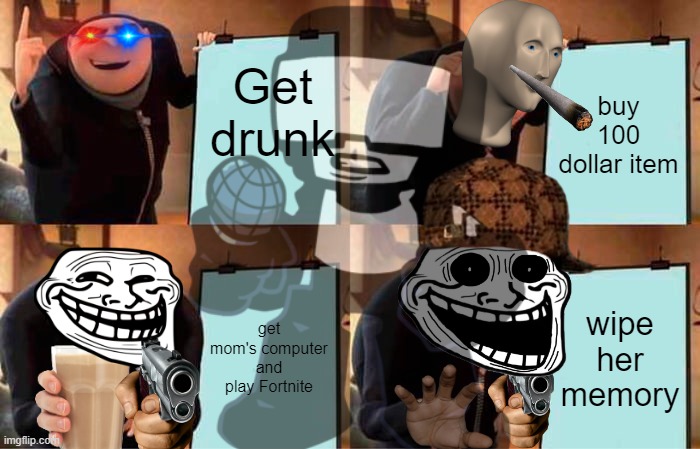 Get
drunk
buy
100
dollar item
get
mom's computer
and
play Fortnite
wipe
her
memory
imgflip.com